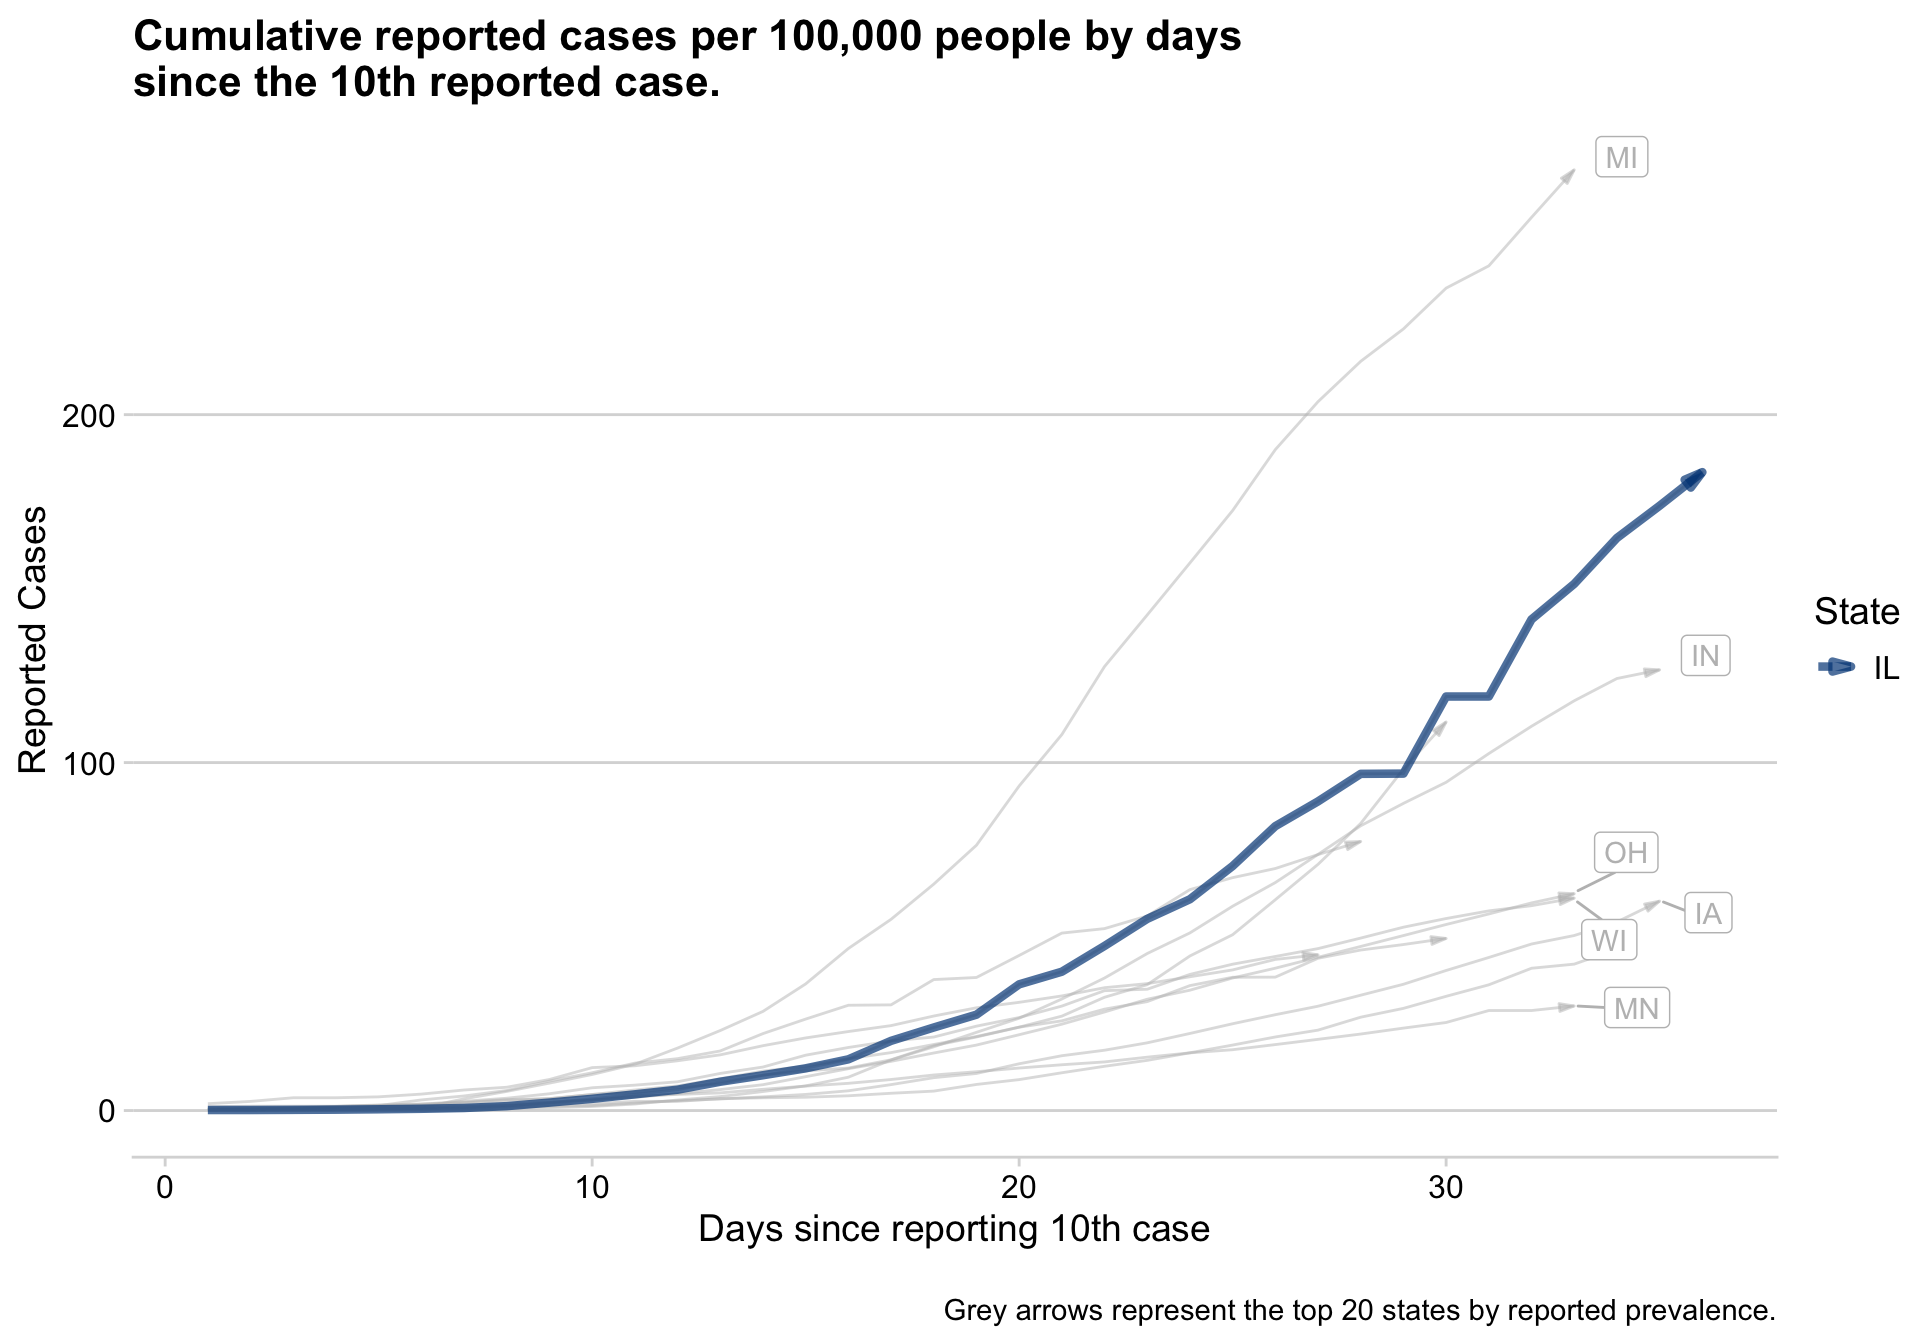 Cumulative reported cases per 100,000 people by days
since the 10th reported case.
MI
200
IN
100
OH
IA
WI
MN
0
0
10
20
30
Reported Cases
Days since reporting 10th case
State
IL
Grey arrows represent the top 20 states by reported prevalence.